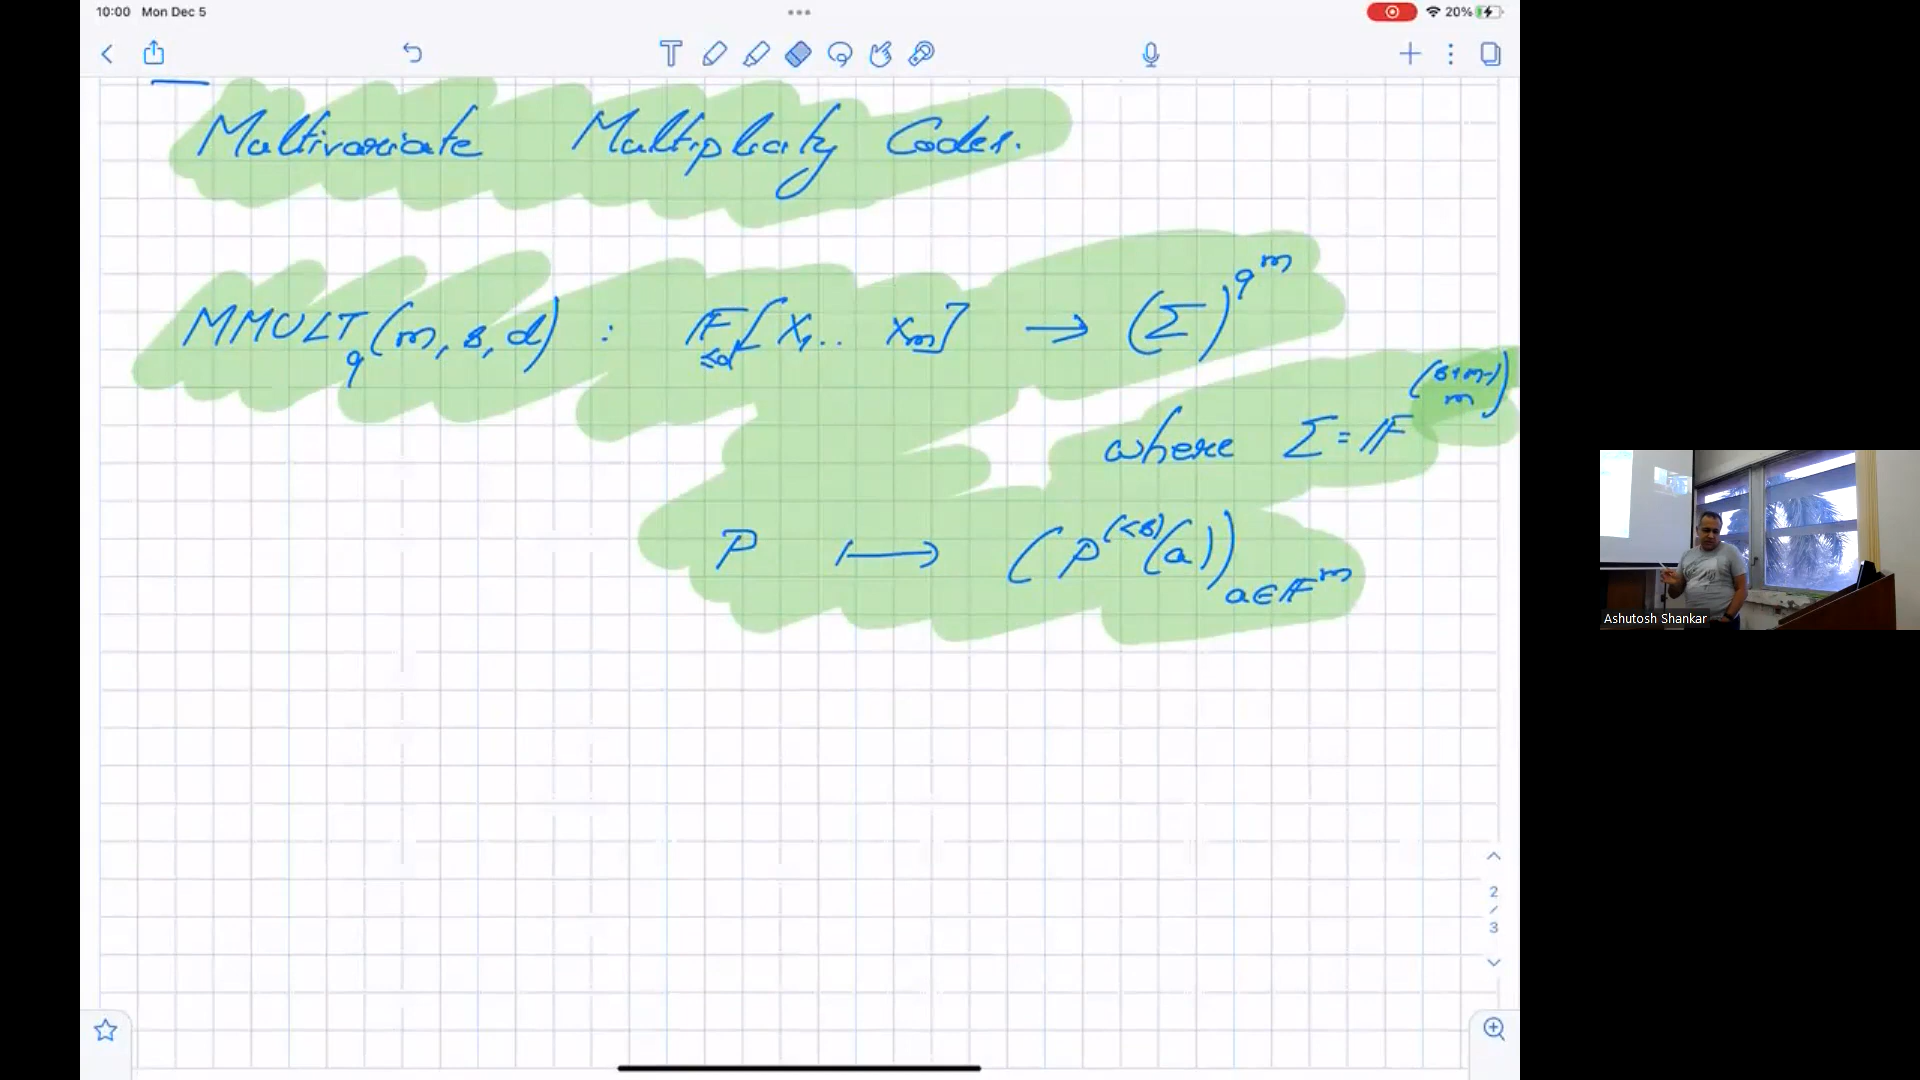 10:00 Mon Dec 5
20%
Multivariate Multiplicity Codes.
MMULT_q(m, s, d) : F_{≤d}[X_1.. X_m] → (Σ)^{q^m}
where Σ = F^{\binom{s+m-1}{m}}
P ⟼ (P^{(<s)}(a))_{a∈F^m}
Ashutosh Shankar
2
/
3